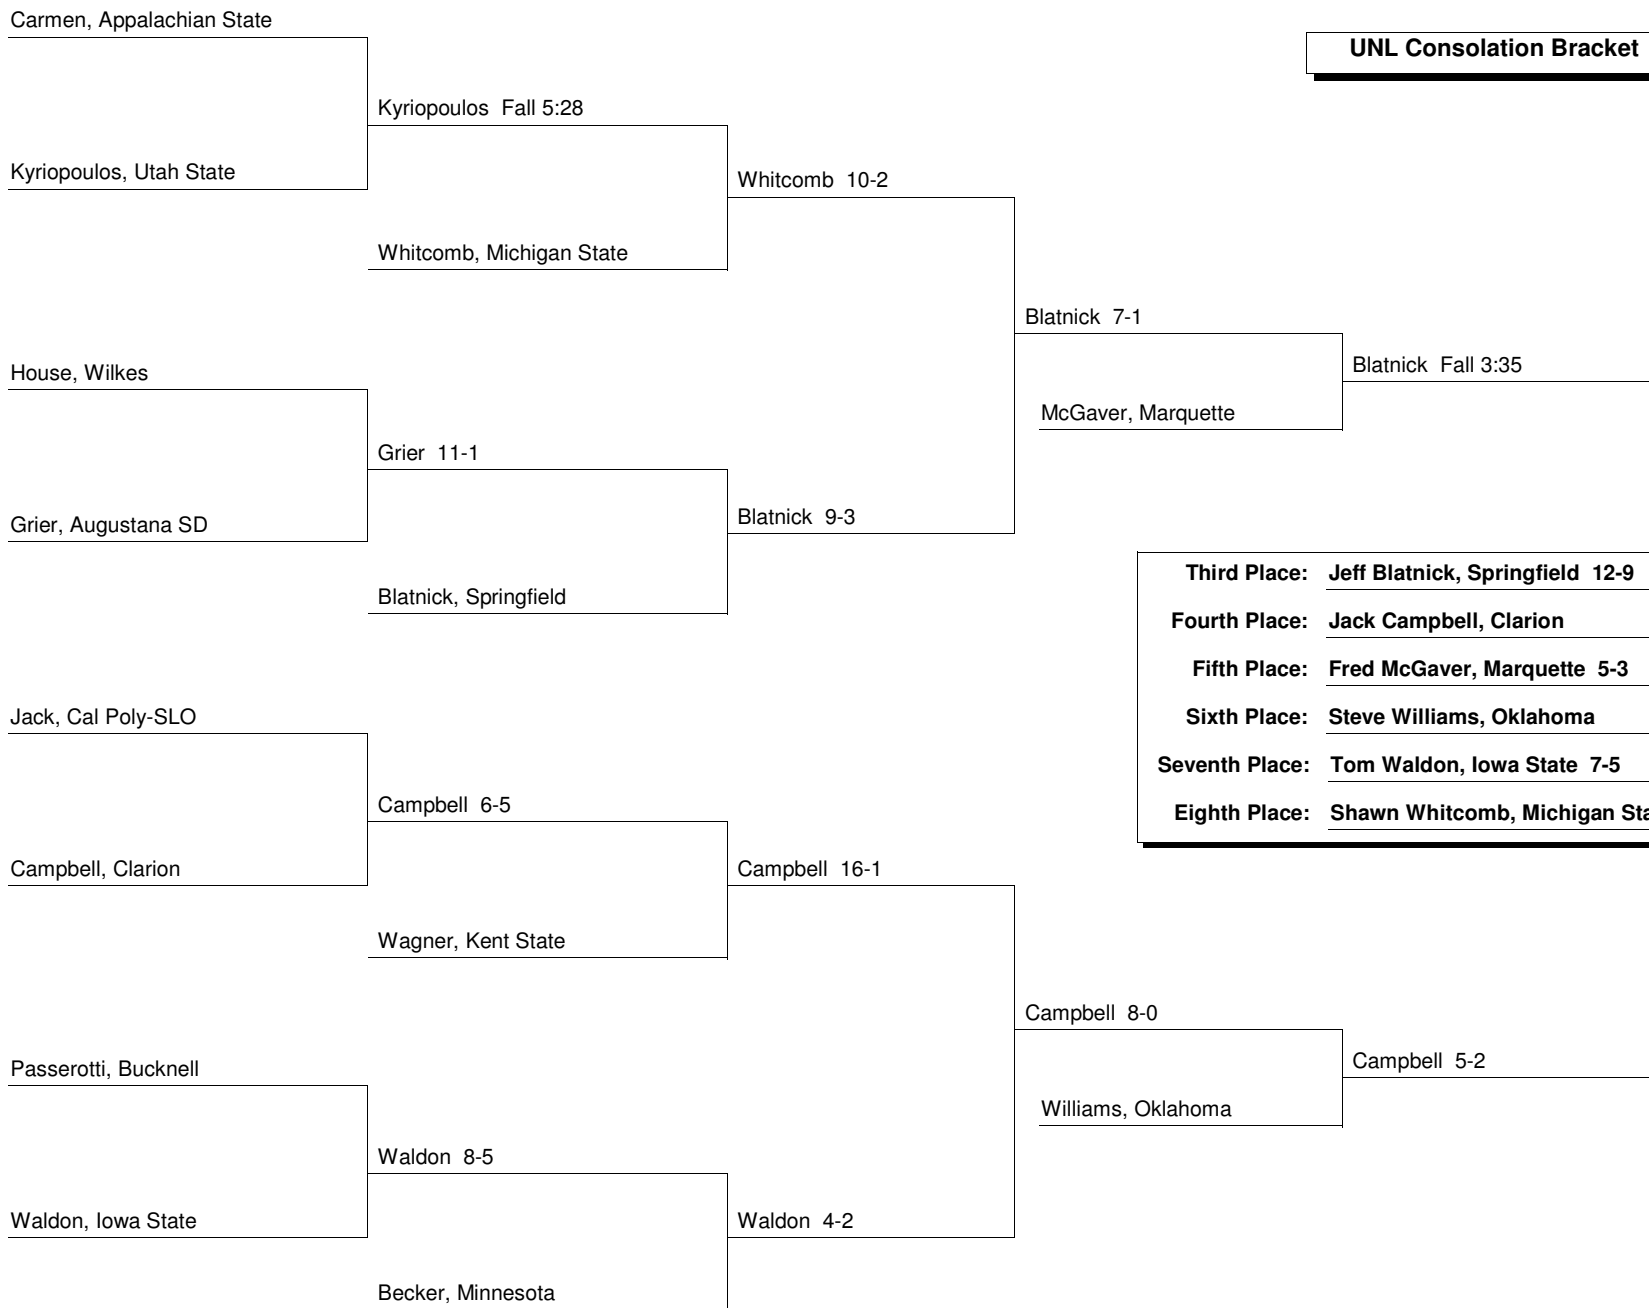 Carmen, Appalachian State
UNL Consolation Bracket
Kyriopoulos Fall 5:28
Kyriopoulos, Utah State
Whitcomb 10-2
Whitcomb, Michigan State
Blatnick 7-1
House, Wilkes
Blatnick Fall 3:35
McGaver, Marquette
Grier 11-1
Grier, Augustana SD
Blatnick 9-3
Blatnick, Springfield
Third Place: Jeff Blatnick, Springfield 12-9
Fourth Place: Jack Campbell, Clarion
Fifth Place: Fred McGaver, Marquette 5-3
Sixth Place: Steve Williams, Oklahoma
Seventh Place: Tom Waldon, Iowa State 7-5
Eighth Place: Shawn Whitcomb, Michigan Sta
Jack, Cal Poly-SLO
Campbell 6-5
Campbell, Clarion
Campbell 16-1
Wagner, Kent State
Campbell 8-0
Passerotti, Bucknell
Campbell 5-2
Williams, Oklahoma
Waldon 8-5
Waldon, Iowa State
Waldon 4-2
Becker, Minnesota